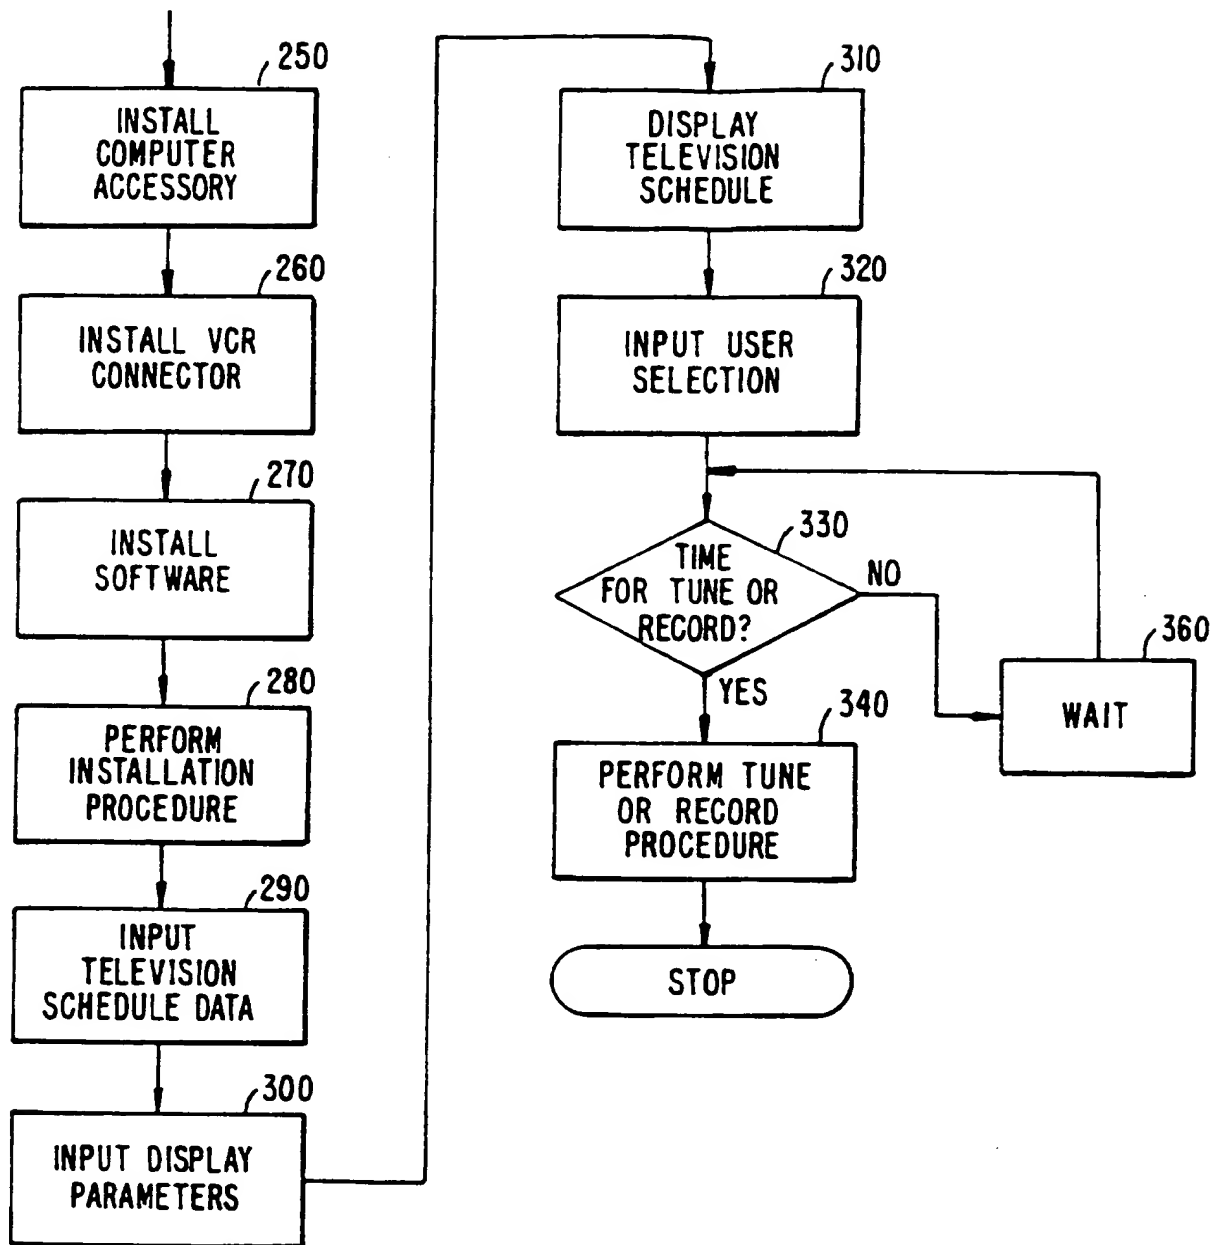 250
INSTALL
COMPUTER
ACCESSORY
260
INSTALL VCR
CONNECTOR
270
INSTALL
SOFTWARE
280
PERFORM
INSTALLATION
PROCEDURE
290
INPUT
TELEVISION
SCHEDULE DATA
300
INPUT DISPLAY
PARAMETERS
310
DISPLAY
TELEVISION
SCHEDULE
320
INPUT USER
SELECTION
330
TIME
FOR TUNE OR
RECORD?
NO
YES
360
WAIT
340
PERFORM TUNE
OR RECORD
PROCEDURE
STOP